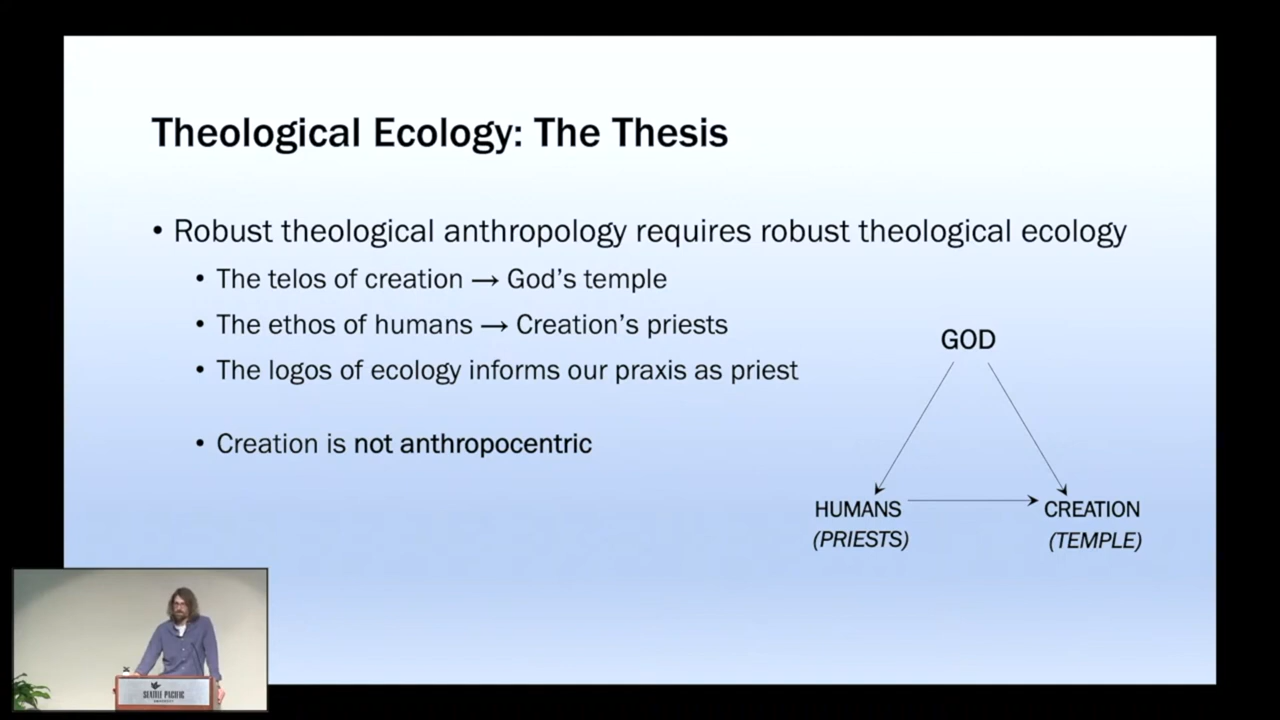 Theological Ecology: The Thesis
• Robust theological anthropology requires robust theological ecology
• The telos of creation → God's temple
• The ethos of humans → Creation's priests
• The logos of ecology informs our praxis as priest
• Creation is not anthropocentric
GOD
HUMANS
(PRIESTS)
CREATION
(TEMPLE)
SEATTLE PACIFIC
UNIVERSITY